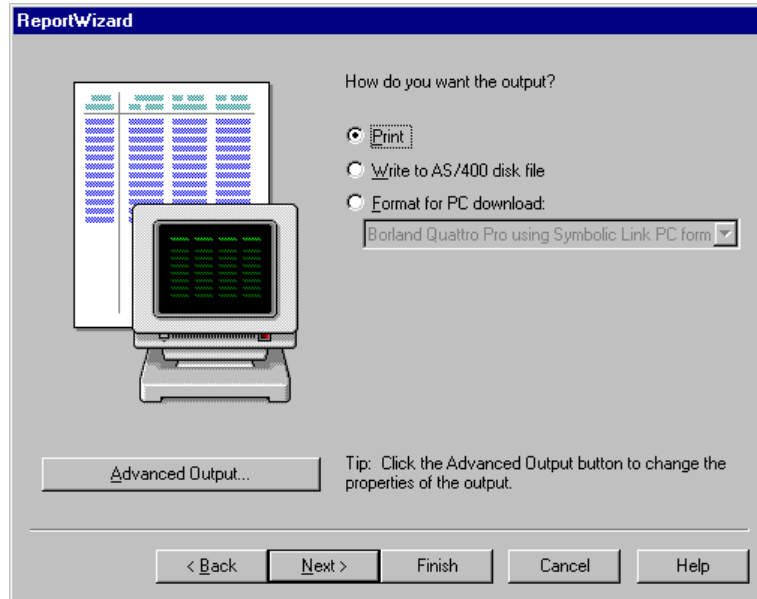 ReportWizard
How do you want the output?
Print
Write to AS/400 disk file
Format for PC download:
Borland Quattro Pro using Symbolic Link PC form
Advanced Output...
Tip: Click the Advanced Output button to change the
properties of the output.
< Back
Next >
Finish
Cancel
Help